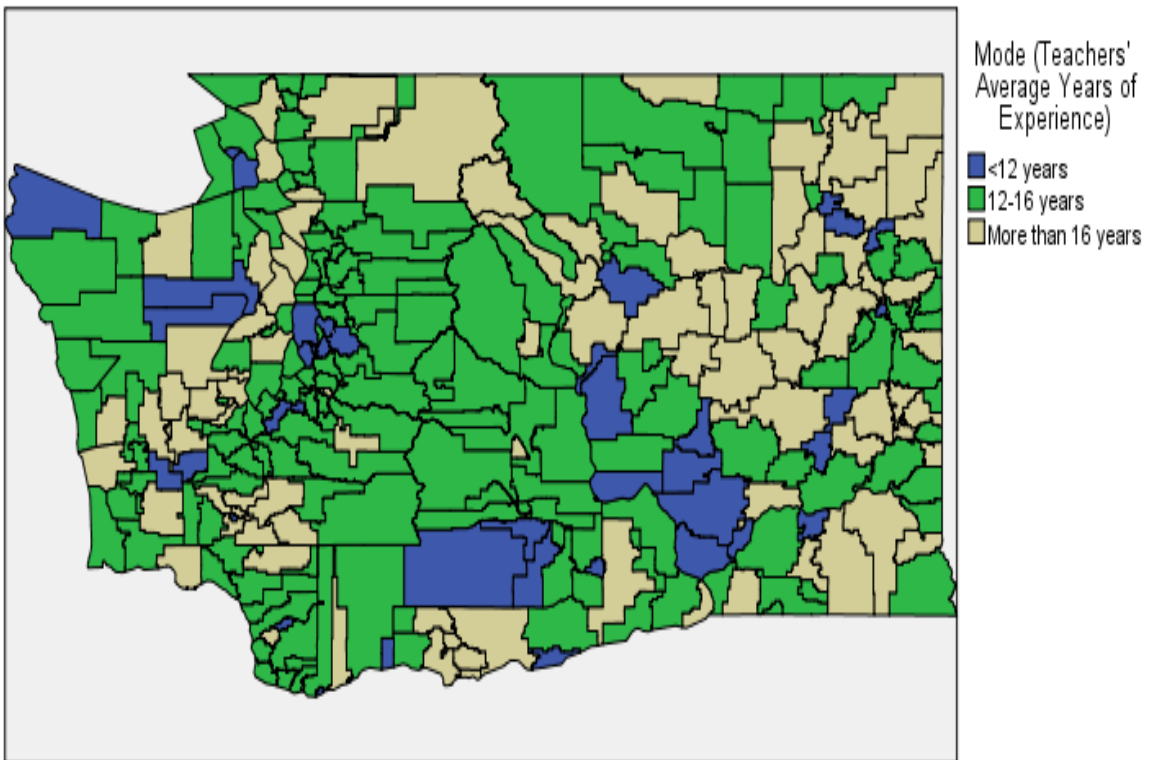 Mode (Teachers'
Average Years of
Experience)
<12 years
12-16 years
More than 16 years